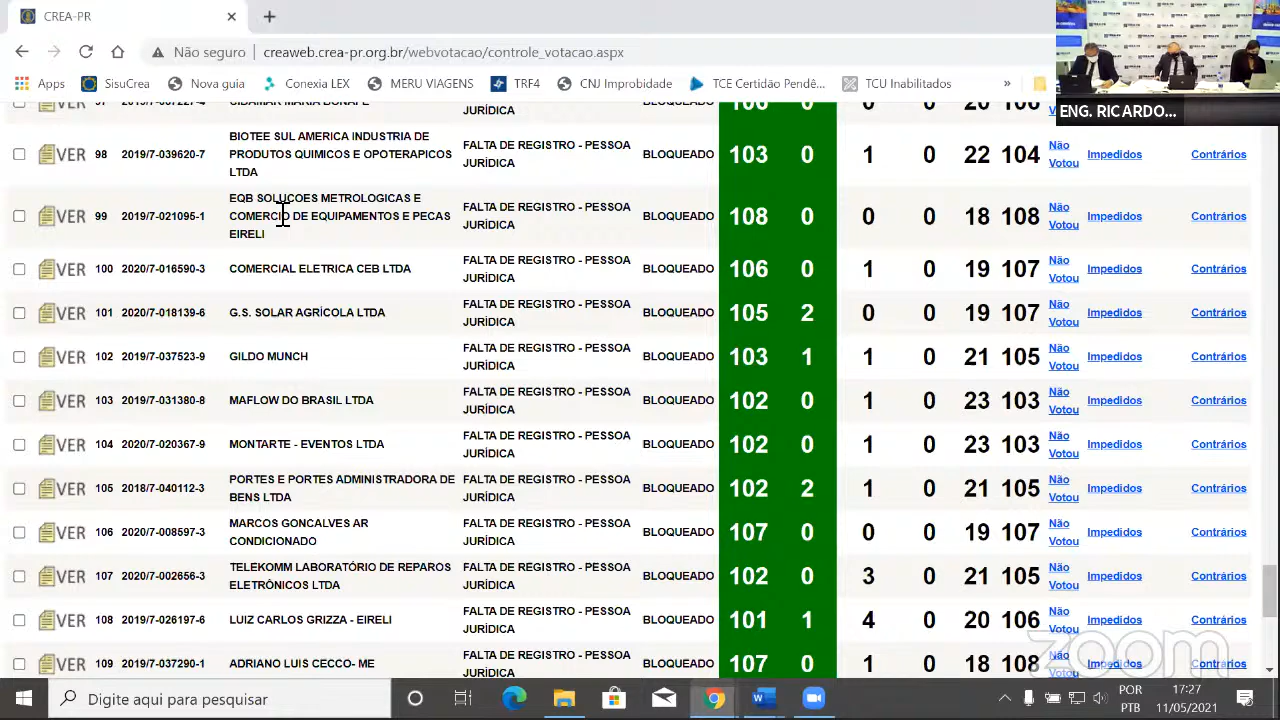 CREA-PR
Não seguro | creaweb.crea-p
Apps SisuCrea Nova guia Conexia LEX CNJ Improbidade TCE Certidão Pendê... TCU Inabilitados »
ENG. RICARDO...
VER 98 2019/7-039620-7 BIOTEE SUL AMERICA INDUSTRIA DE PRODUTOS QUIMICOS E OPOTERAPICOS LTDA FALTA DE REGISTRO - PESSOA JURÍDICA BLOQUEADO 103 0 1 0 22 104 Não Votou Impedidos Contrários
VER 99 2019/7-021095-1 EQB SOLUÇOES METROLOGICAS E COMERCIO DE EQUIPAMENTOS E PECAS EIRELI FALTA DE REGISTRO - PESSOA JURÍDICA BLOQUEADO 108 0 0 0 18 108 Não Votou Impedidos Contrários
VER 100 2020/7-016590-3 COMERCIAL ELETRICA CEB LTDA FALTA DE REGISTRO - PESSOA JURÍDICA BLOQUEADO 106 0 1 0 19 107 Não Votou Impedidos Contrários
VER 101 2020/7-018139-6 G.S. SOLAR AGRÍCOLA LTDA FALTA DE REGISTRO - PESSOA JURÍDICA BLOQUEADO 105 2 0 0 19 107 Não Votou Impedidos Contrários
VER 102 2019/7-037523-9 GILDO MUNCH FALTA DE REGISTRO - PESSOA JURÍDICA BLOQUEADO 103 1 1 0 21 105 Não Votou Impedidos Contrários
VER 103 2019/7-031380-8 MAFLOW DO BRASIL LTDA FALTA DE REGISTRO - PESSOA JURÍDICA BLOQUEADO 102 0 1 0 23 103 Não Votou Impedidos Contrários
VER 104 2020/7-020367-9 MONTARTE - EVENTOS LTDA FALTA DE REGISTRO - PESSOA JURÍDICA BLOQUEADO 102 0 1 0 23 103 Não Votou Impedidos Contrários
VER 105 2018/7-040112-3 PORTES E PORTES ADMINISTRADORA DE BENS LTDA FALTA DE REGISTRO - PESSOA JURÍDICA BLOQUEADO 102 2 1 0 21 105 Não Votou Impedidos Contrários
VER 106 2020/7-008597-3 MARCOS GONCALVES AR CONDICIONADO FALTA DE REGISTRO - PESSOA JURÍDICA BLOQUEADO 107 0 0 0 19 107 Não Votou Impedidos Contrários
VER 107 2020/7-002656-3 TELEKOMM LABORATÓRIO DE REPAROS ELETRÔNICOS LTDA FALTA DE REGISTRO - PESSOA JURÍDICA BLOQUEADO 102 0 3 0 21 105 Não Votou Impedidos Contrários
VER 108 2019/7-026197-6 LUIZ CARLOS GRIZZA - EIRELI FALTA DE REGISTRO - PESSOA JURÍDICA BLOQUEADO 101 1 4 0 20 106 Não Votou Impedidos Contrários
VER 109 2019/7-037290-1 ADRIANO LUIS CECCO- ME FALTA DE REGISTRO - PESSOA JURÍDICA BLOQUEADO 107 0 1 0 18 108 Não Votou Impedidos Contrários
zoom
Digite aqui para pesquisar
POR 17:27
PTB 11/05/2021